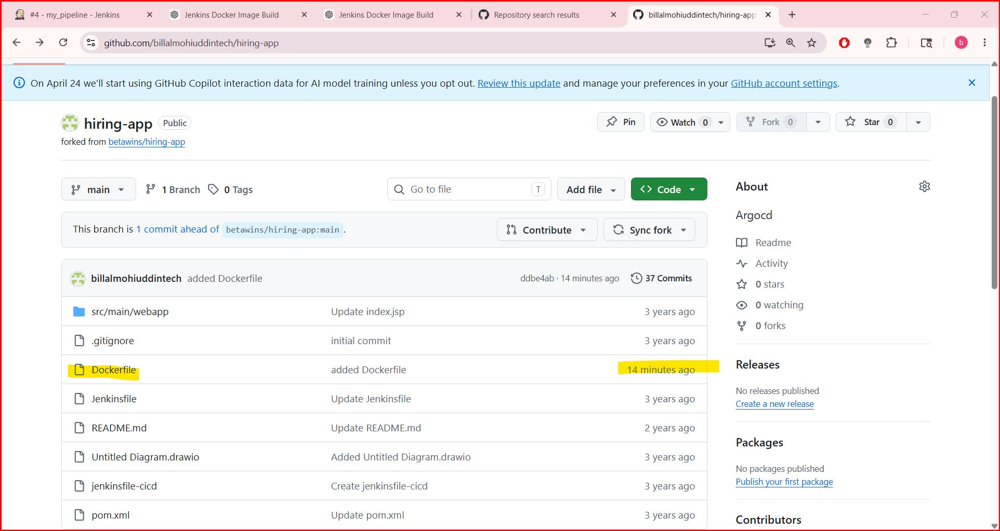 #4 - my_pipeline - Jenkins
Jenkins Docker Image Build
Jenkins Docker Image Build
Repository search results
billalmohiuddintech/hiring-app:
github.com/billalmohiuddintech/hiring-app
b
On April 24 we'll start using GitHub Copilot interaction data for AI model training unless you opt out. Review this update and manage your preferences in your GitHub account settings.
hiring-app Public
Pin
Watch 0
Fork 0
Star 0
forked from betawins/hiring-app
main
1 Branch
0 Tags
Go to file T
Add file
Code
This branch is 1 commit ahead of betawins/hiring-app:main.
Contribute
Sync fork
billalmohiuddintech added Dockerfile ddbe4ab · 14 minutes ago 37 Commits
src/main/webapp Update index.jsp 3 years ago
.gitignore initial commit 3 years ago
Dockerfile added Dockerfile 14 minutes ago
Jenkinsfile Update Jenkinsfile 3 years ago
README.md Update README.md 2 years ago
Untitled Diagram.drawio Added Untitled Diagram.drawio 3 years ago
jenkinsfile-cicd Create jenkinsfile-cicd 3 years ago
pom.xml Update pom.xml 3 years ago
About
Argocd
Readme
Activity
0 stars
0 watching
0 forks
Releases
No releases published
Create a new release
Packages
No packages published
Publish your first package
Contributors